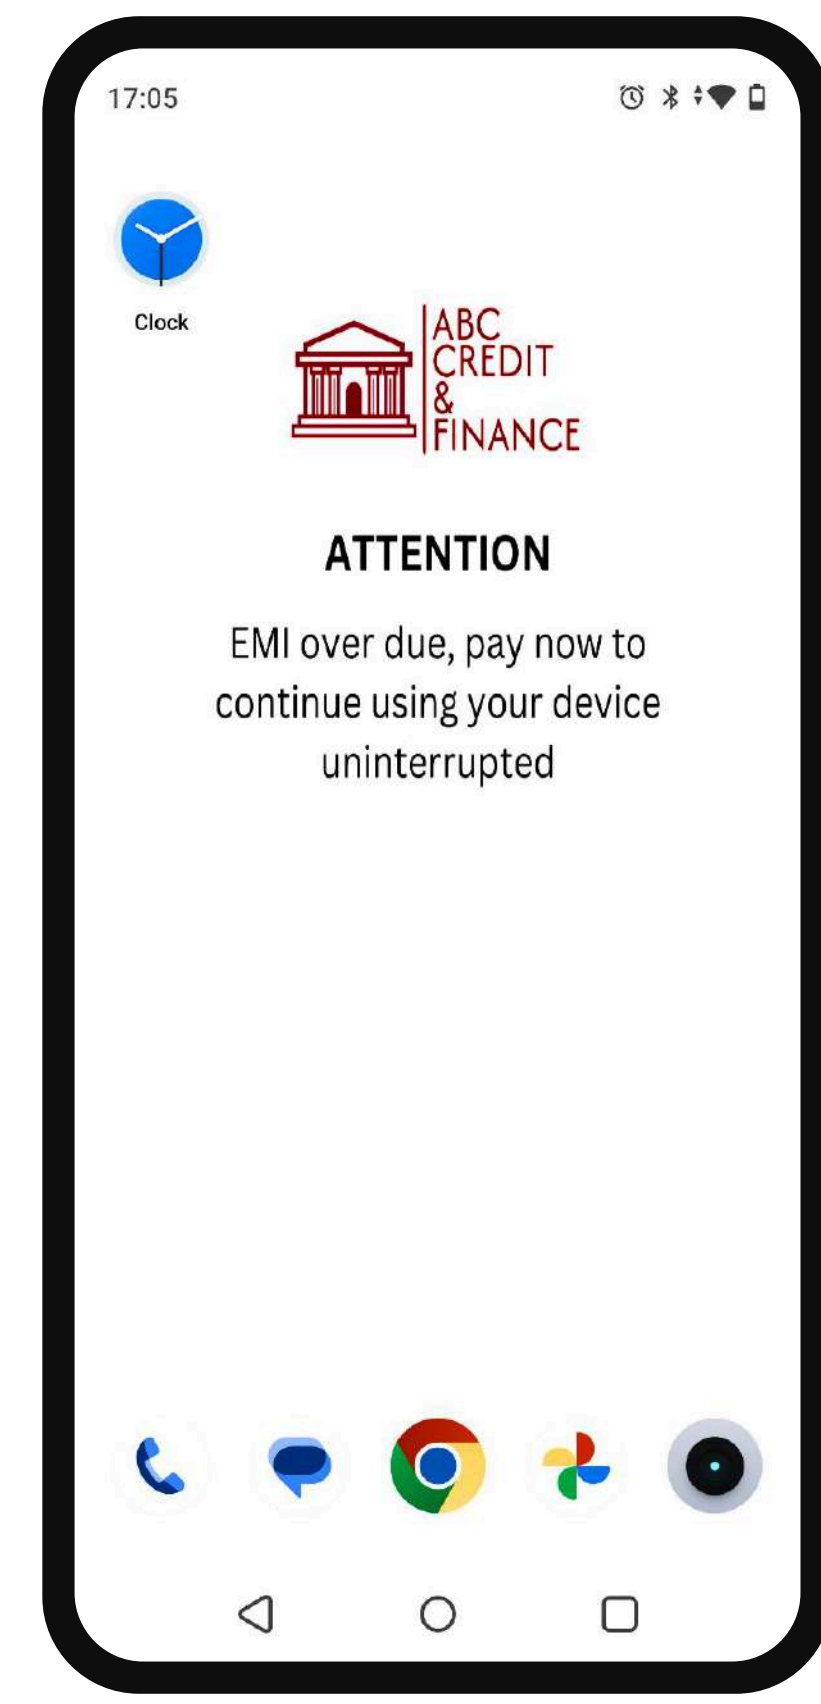 17:05
Clock
ABC
CREDIT
&
FINANCE
ATTENTION
EMI over due, pay now to
continue using your device
uninterrupted